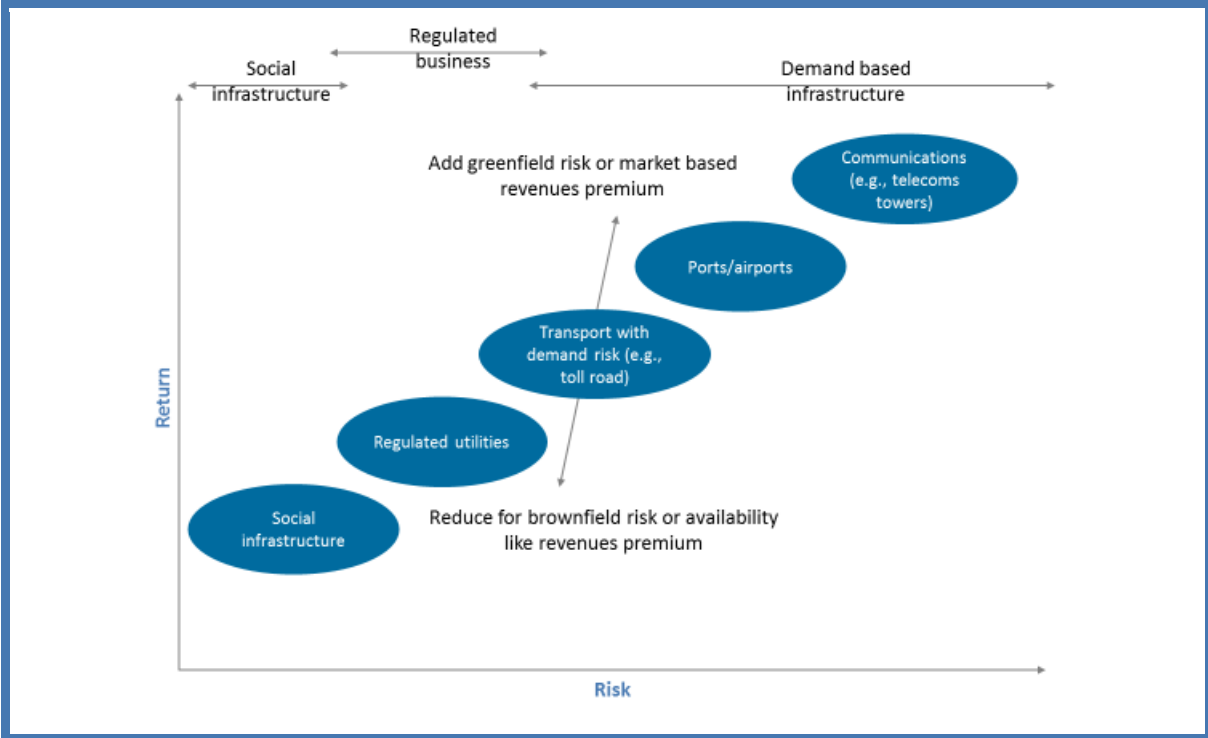 Regulated
business
Social
infrastructure
Demand based
infrastructure
Add greenfield risk or market based
revenues premium
Communications
(e.g., telecoms
towers)
Ports/airports
Transport with
demand risk (e.g.,
toll road)
Return
Regulated utilities
Social
infrastructure
Reduce for brownfield risk or availability
like revenues premium
Risk